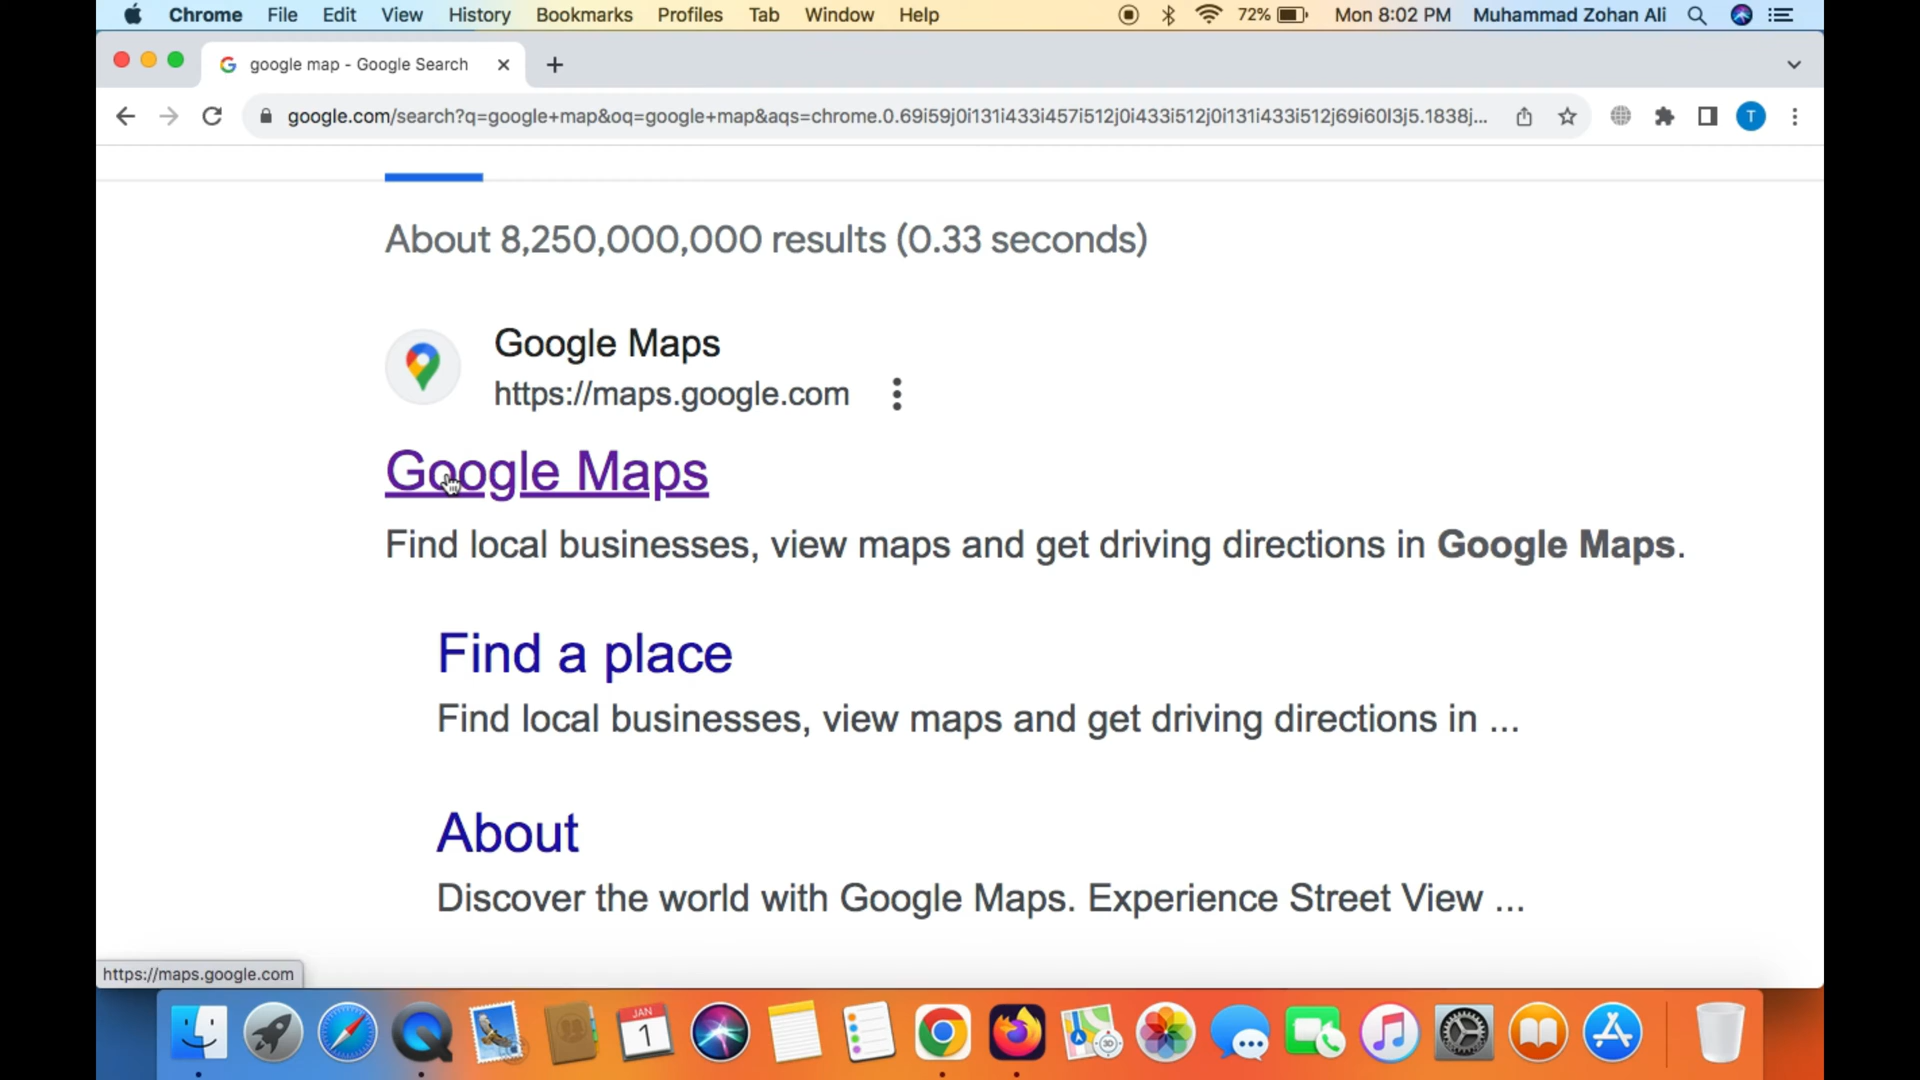 Chrome File Edit View History Bookmarks Profiles Tab Window Help 72% Mon 8:02 PM Muhammad Zohan Ali
google map - Google Search
google.com/search?q=google+map&oq=google+map&aqs=chrome.0.69i59j0i131i433i457i512j0i433i512j0i131i433i512j69i60l3j5.1838j... T
About 8,250,000,000 results (0.33 seconds)
Google Maps
https://maps.google.com
Google Maps
Find local businesses, view maps and get driving directions in Google Maps.
Find a place
Find local businesses, view maps and get driving directions in ...
About
Discover the world with Google Maps. Experience Street View ...
https://maps.google.com
JAN
1
3D